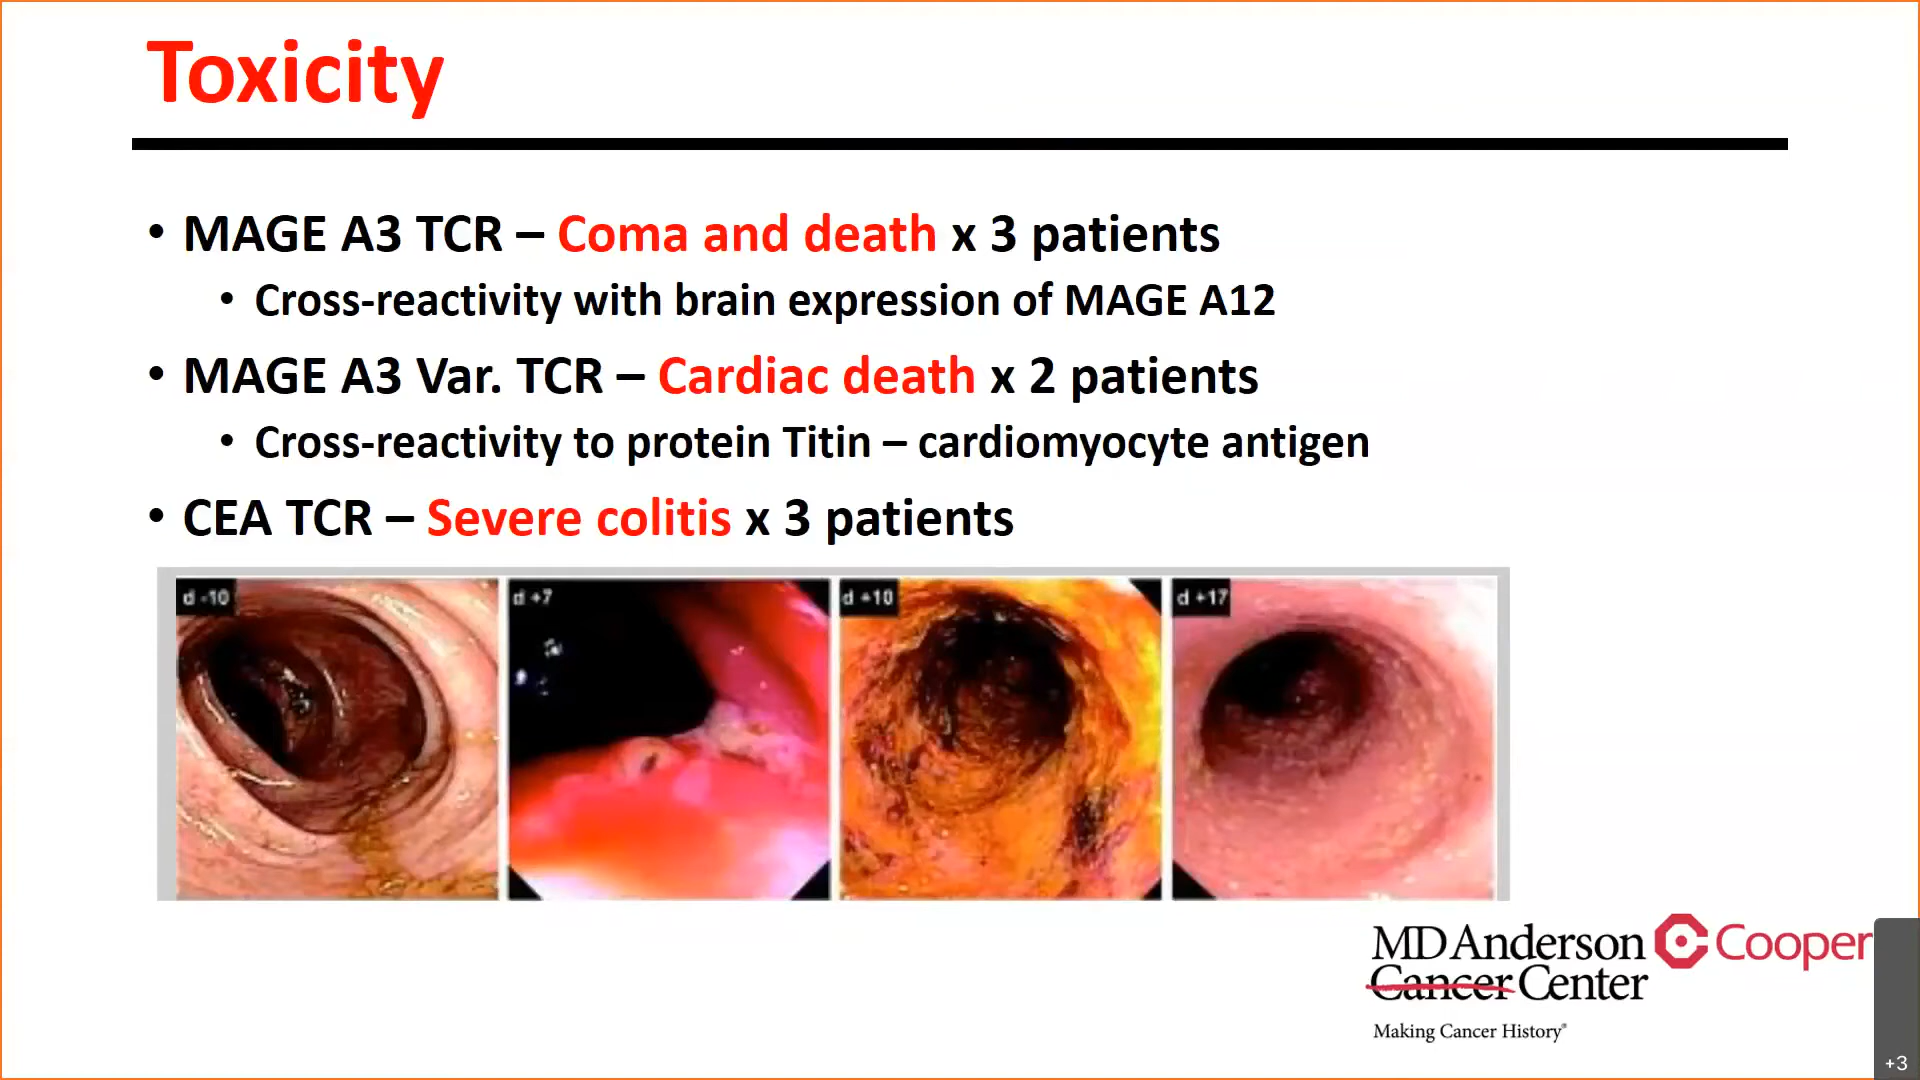 Toxicity
• MAGE A3 TCR – Coma and death x 3 patients
• Cross-reactivity with brain expression of MAGE A12
• MAGE A3 Var. TCR – Cardiac death x 2 patients
• Cross-reactivity to protein Titin – cardiomyocyte antigen
• CEA TCR – Severe colitis x 3 patients
d -10 d +7 d +10 d +17
MD Anderson Cooper
Cancer Center
Making Cancer History®
+3